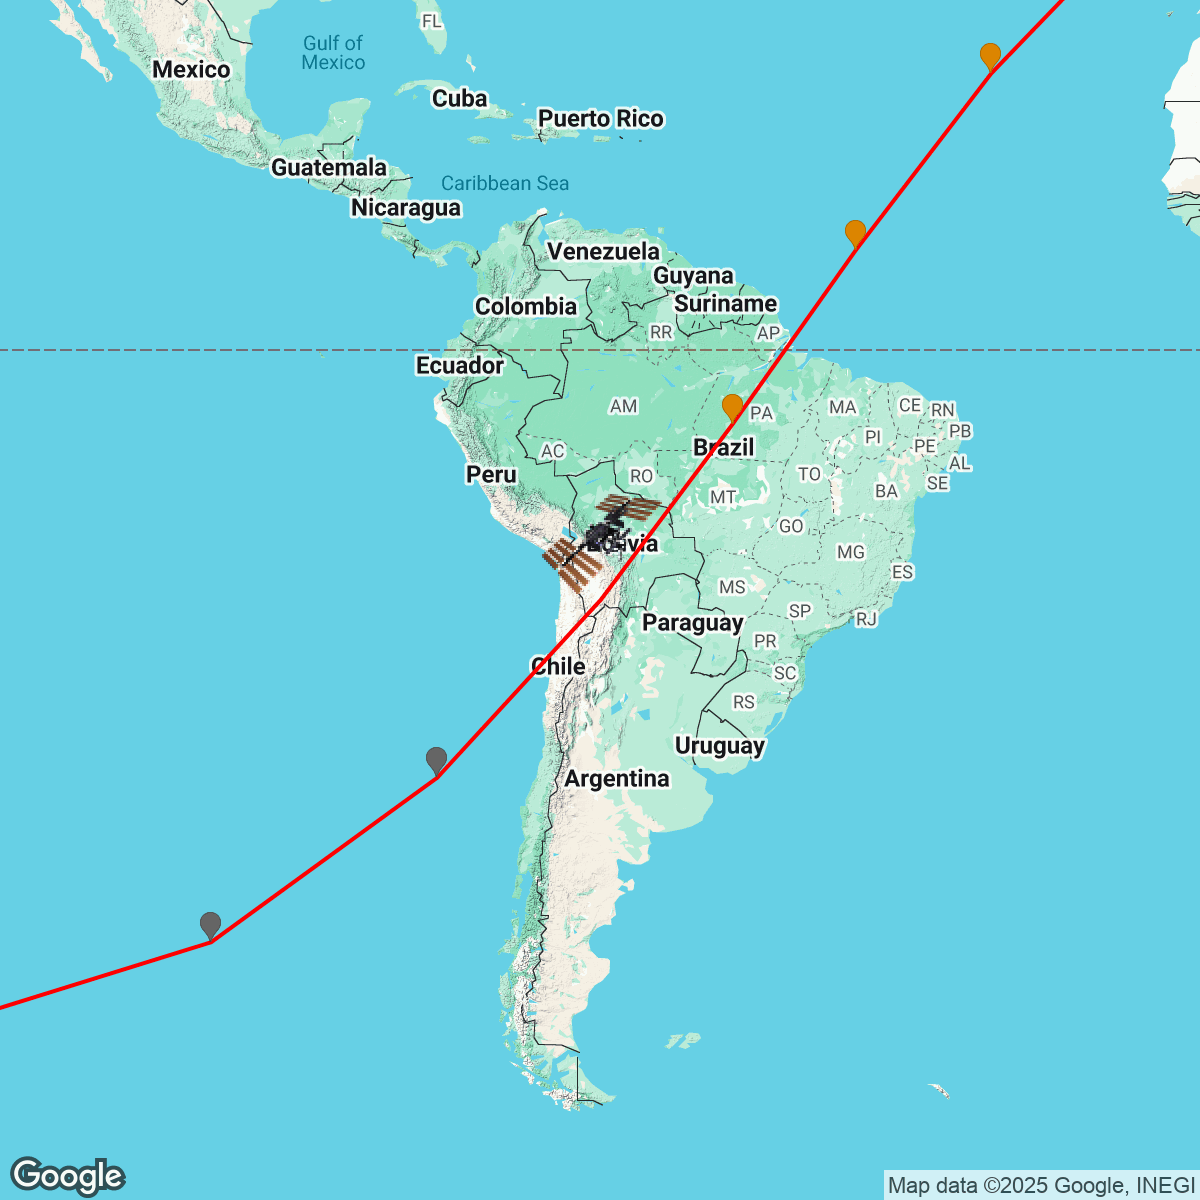 FL
Gulf of
Mexico
Mexico
Cuba
Puerto Rico
Guatemala
Caribbean Sea
Nicaragua
Venezuela
Guyana
Colombia
Suriname
RR
AP
Ecuador
AM
PA
MA
CE
RN
PB
PI
PE
Brazil
AC
AL
Peru
RO
TO
SE
MT
BA
GO
MG
ES
MS
SP
RJ
Paraguay
PR
Chile
SC
RS
Uruguay
Argentina
Google
Map data ©2025 Google, INEGI